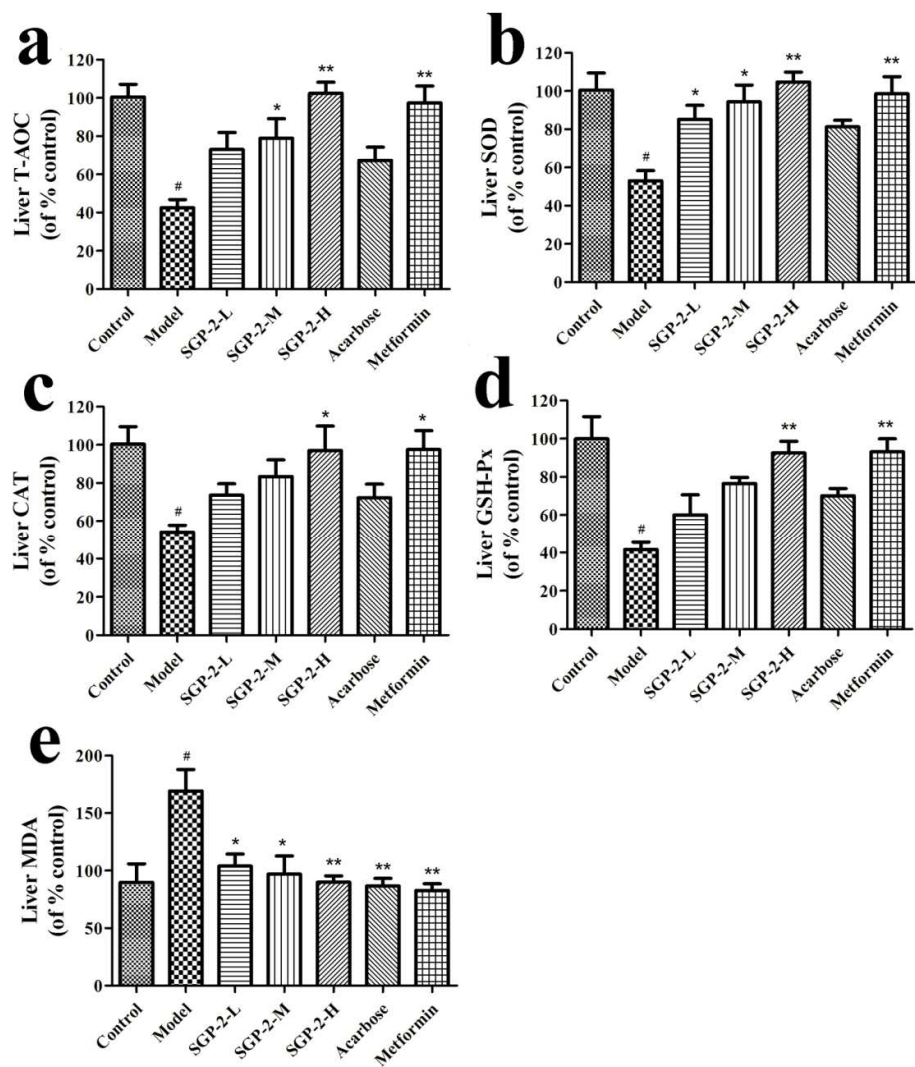 a
Liver T-AOC
(of % control)
120
100
80
60
40
20
0
#
*
**
**
Control
Model
SGP-2-L
SGP-2-M
SGP-2-H
Acarbose
Metformin
b
Liver SOD
(of % control)
120
100
80
60
40
20
0
#
*
*
**
**
Control
Model
SGP-2-L
SGP-2-M
SGP-2-H
Acarbose
Metformin
c
Liver CAT
(of % control)
120
100
80
60
40
20
0
#
*
*
Control
Model
SGP-2-L
SGP-2-M
SGP-2-H
Acarbose
Metformin
d
Liver GSH-Px
(of % control)
120
100
80
60
40
20
0
#
**
**
Control
Model
SGP-2-L
SGP-2-M
SGP-2-H
Acarbose
Metformin
e
Liver MDA
(of % control)
200
150
100
50
0
#
*
*
**
**
**
Control
Model
SGP-2-L
SGP-2-M
SGP-2-H
Acarbose
Metformin